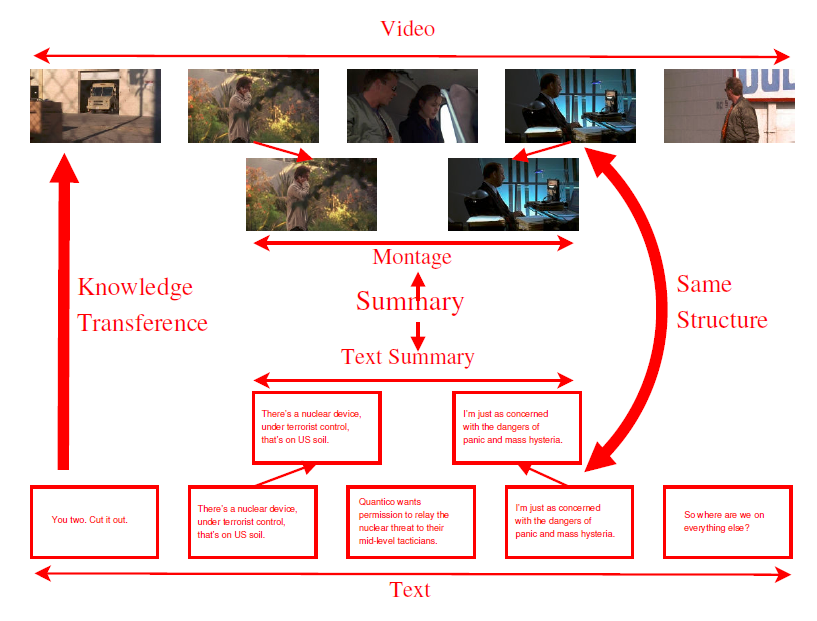 Video
Montage
Knowledge
Transference
Summary
Same
Structure
Text Summary
There's a nuclear device,
under terrorist control,
that's on US soil.
I'm just as concerned
with the dangers of
panic and mass hysteria.
You two. Cut it out.
There's a nuclear device,
under terrorist control,
that's on US soil.
Quantico wants
permission to relay the
nuclear threat to their
mid-level tacticians.
I'm just as concerned
with the dangers of
panic and mass hysteria.
So where are we on
everything else?
Text